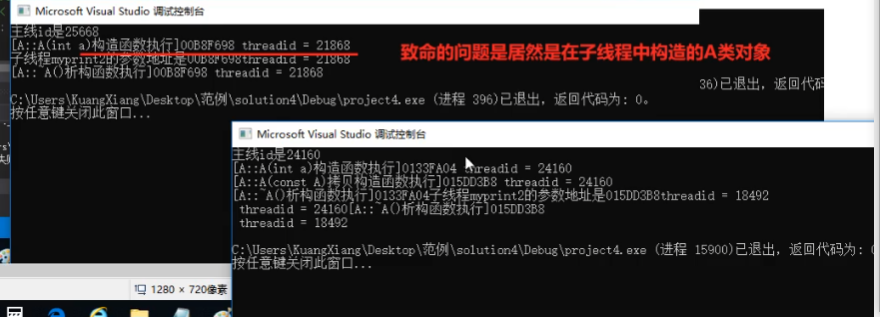 Microsoft Visual Studio 调试控制台
主线id是25668
[A::A(int a)构造函数执行]00B8F698 threadid = 21868
子线程myprint2的参数地址是00B8F698threadid = 21868
[A::~A()析构函数执行]00B8F698 threadid = 21868
致命的问题是居然是在子线程中构造的A类对象
36)已退出，返回代码
C:\Users\KuangXiang\Desktop\范例\solution4\Debug\project4.exe (进程 396)已退出，返回代码为: 0。
按任意键关闭此窗口...
Microsoft Visual Studio 调试控制台
主线id是24160
[A::A(int a)构造函数执行]0133FA04 threadid = 24160
[A::A(const A)拷贝构造函数执行]015DD3B8 threadid = 24160
[A::~A()析构函数执行]0133FA04子线程myprint2的参数地址是015DD3B8threadid = 18492
threadid = 24160[A::~A()析构函数执行]015DD3B8
threadid = 18492
C:\Users\KuangXiang\Desktop\范例\solution4\Debug\project4.exe (进程 15900)已退出，返回代码为:
按任意键关闭此窗口...
1280 × 720像素